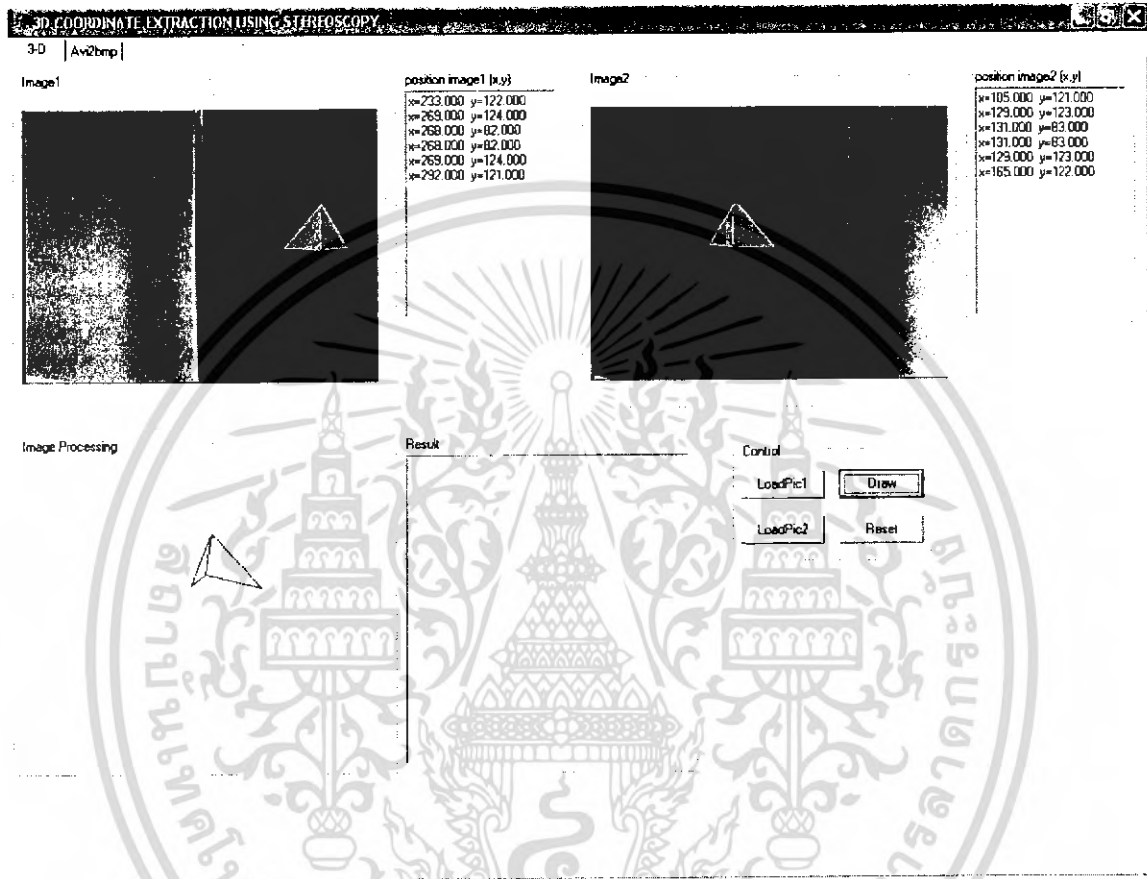 3D COORDINATE EXTRACTION USING STEREOSCOPY
3-D Avi2bmp
Image1
position image1 (x,y)
x=233.000 y=122.000
x=269.000 y=124.000
x=268.000 y=82.000
x=268.000 y=82.000
x=269.000 y=124.000
x=292.000 y=121.000
Image2
position image2 (x,y)
x=105.000 y=121.000
x=129.000 y=123.000
x=131.000 y=83.000
x=131.000 y=83.000
x=129.000 y=123.000
x=165.000 y=122.000
Image Processing
Result
Control
LoadPic1
Draw
LoadPic2
Reset